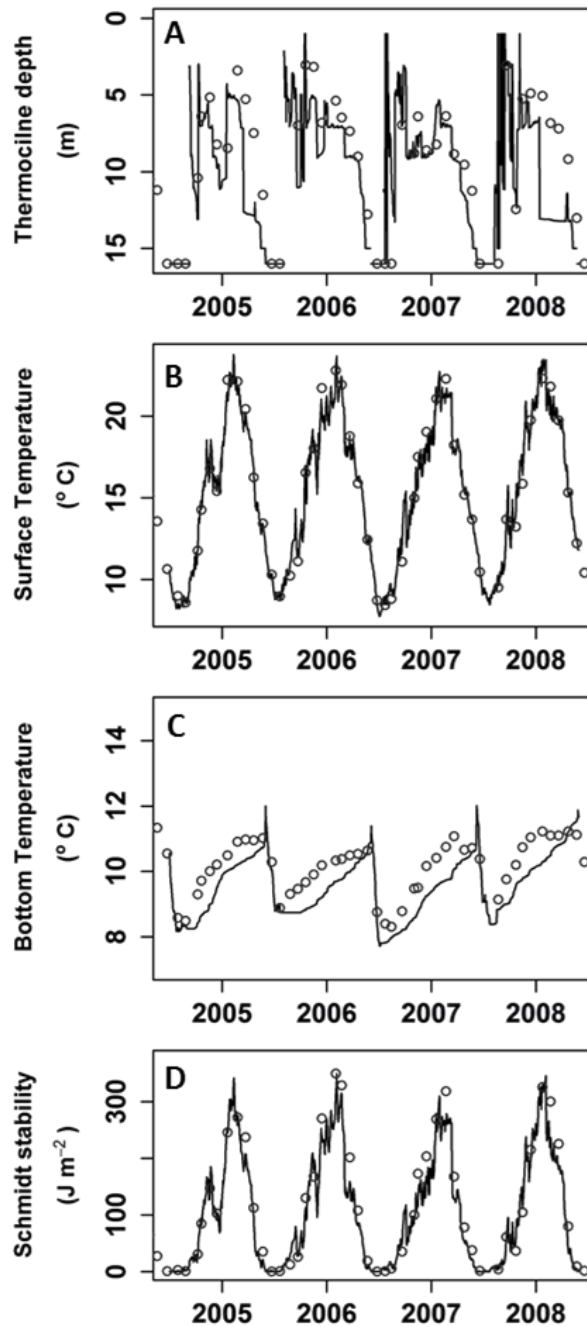 A
Thermocilne depth
(m)
0
5
10
15
2005 2006 2007 2008
B
Surface Temperature
(º C)
20
15
10
2005 2006 2007 2008
C
Bottom Temperature
(º C)
14
12
10
8
2005 2006 2007 2008
D
Schmidt stability
(J m⁻²)
300
100
0
2005 2006 2007 2008